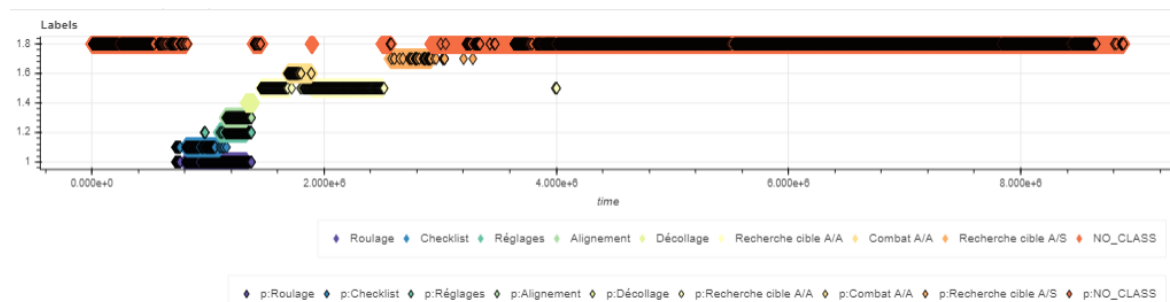 Labels
1.8
1.6
1.4
1.2
1
0.000e+0 2.000e+6 4.000e+6 6.000e+6 8.000e+6
time
Roulage Checklist Réglages Alignement Décollage Recherche cible A/A Combat A/A Recherche cible A/S NO_CLASS
p:Roulage p:Checklist p:Réglages p:Alignement p:Décollage p:Recherche cible A/A p:Combat A/A p:Recherche cible A/S p:NO_CLASS